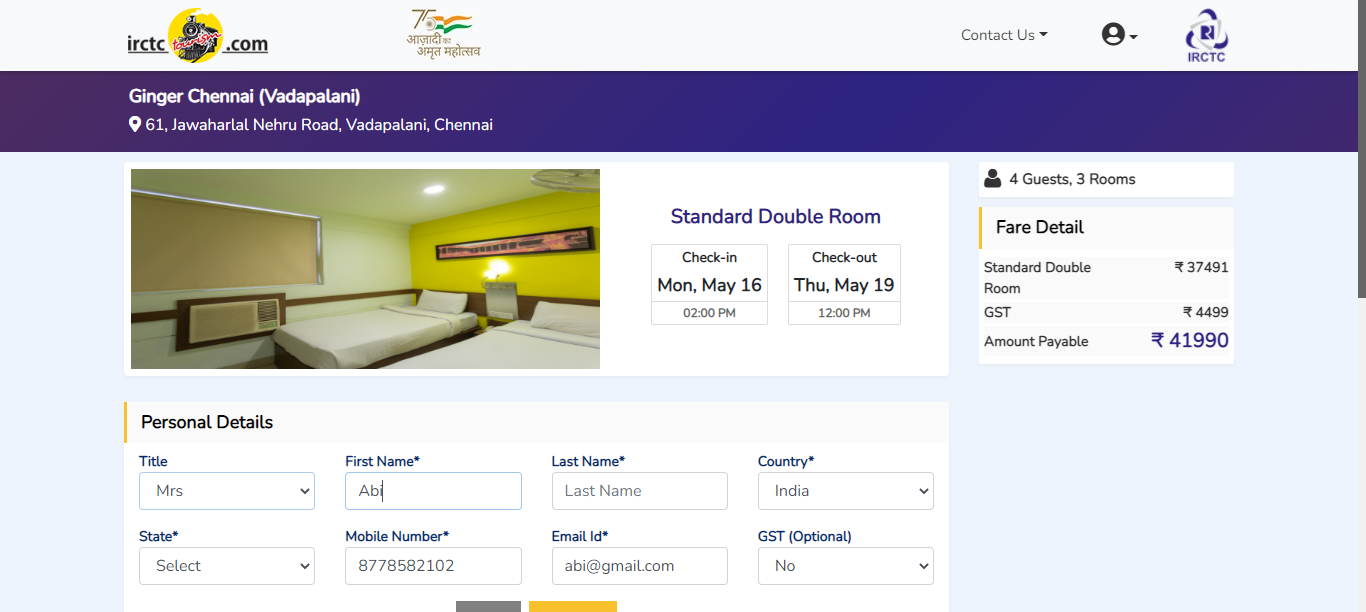 irctc tourism .com
75
आज़ादी का
अमृत महोत्सव
Contact Us
IRCTC
Ginger Chennai (Vadapalani)
61, Jawaharlal Nehru Road, Vadapalani, Chennai
Standard Double Room
Check-in
Mon, May 16
02:00 PM
Check-out
Thu, May 19
12:00 PM
4 Guests, 3 Rooms
Fare Detail
Standard Double Room ₹ 37491
GST ₹ 4499
Amount Payable ₹ 41990
Personal Details
Title First Name* Last Name* Country*
Mrs Abi Last Name India
State* Mobile Number* Email Id* GST (Optional)
Select 8778582102 abi@gmail.com No